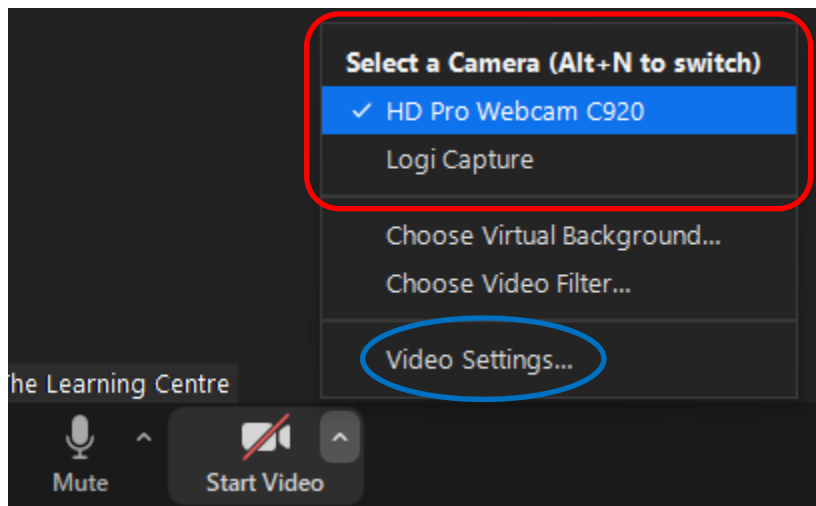 Select a Camera (Alt+N to switch)
HD Pro Webcam C920
Logi Capture
Choose Virtual Background...
Choose Video Filter...
Video Settings...
he Learning Centre
Mute
Start Video